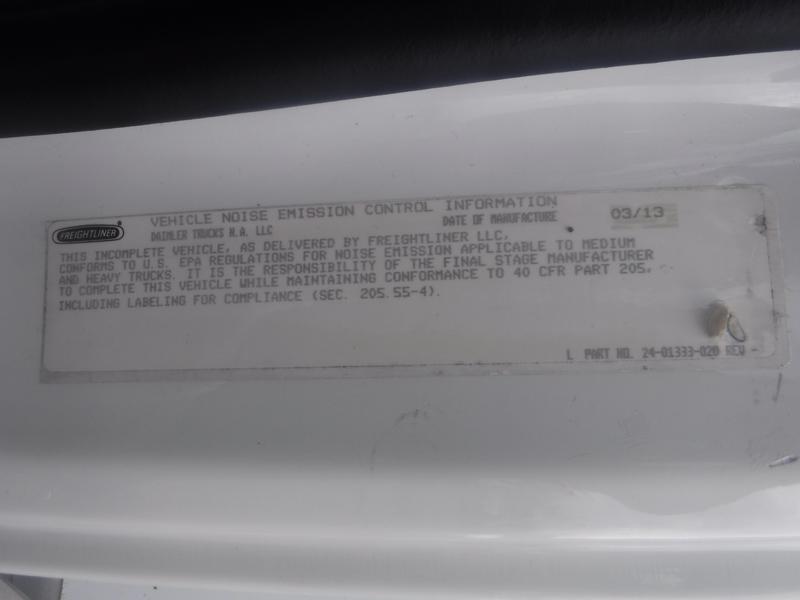 VEHICLE NOISE EMISSION CONTROL INFORMATION
FREIGHTLINER
DAIMLER TRUCKS N.A. LLC
DATE OF MANUFACTURE 03/13
THIS INCOMPLETE VEHICLE, AS DELIVERED BY FREIGHTLINER LLC,
CONFORMS TO U.S. EPA REGULATIONS FOR NOISE EMISSION APPLICABLE TO MEDIUM
AND HEAVY TRUCKS. IT IS THE RESPONSIBILITY OF THE FINAL STAGE MANUFACTURER
TO COMPLETE THIS VEHICLE WHILE MAINTAINING CONFORMANCE TO 40 CFR PART 205,
INCLUDING LABELING FOR COMPLIANCE (SEC. 205.55-4).
L PART NO. 24-01333-020 REV -